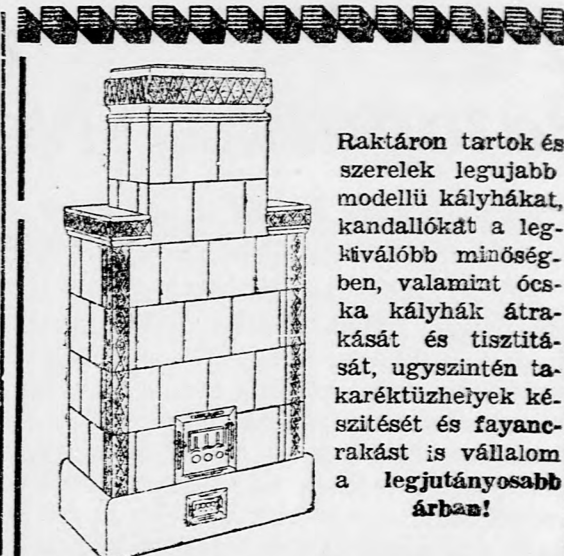 Raktáron tartok és
szerelek legujabb
modellü kályhákat,
kandallókat a leg-
kiválóbb minőség-
ben, valamint ócs-
ka kályhák átra-
kását és tisztitá-
sát, ugyszintén ta-
karéktüzhelyek ké-
szitését és fayanc-
rakást is vállalom
a legjutányosabb
árban!